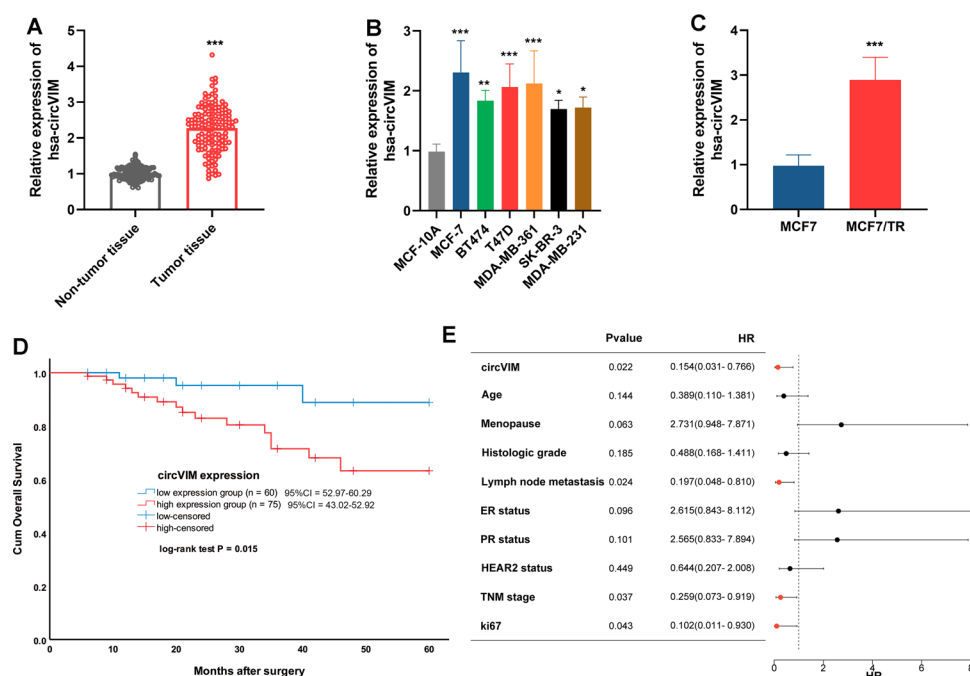 A
Relative expression of
hsa-circVIM
5
4
3
2
1
0
***
Non-tumor tissue
Tumor tissue
B
Relative expression of
hsa-circVIM
3
2
1
0
***
**
***
***
*
*
MCF-10A
MCF-7
BT474
T47D
MDA-MB-361
SK-BR-3
MDA-MB-231
C
Relative expression of
hsa-circVIM
4
3
2
1
0
***
MCF7
MCF7/TR
D
Cum Overall Survival
1.0
0.8
0.6
0.4
0.2
0.0
circVIM expression
low expression group (n = 60) 95%CI = 52.97-60.29
high expression group (n = 75) 95%CI = 43.02-52.92
low-censored
high-censored
log-rank test P = 0.015
0 10 20 30 40 50 60
Months after surgery
E
Pvalue HR
circVIM 0.022 0.154(0.031- 0.766)
Age 0.144 0.389(0.110- 1.381)
Menopause 0.063 2.731(0.948- 7.871)
Histologic grade 0.185 0.488(0.168- 1.411)
Lymph node metastasis 0.024 0.197(0.048- 0.810)
ER status 0.096 2.615(0.843- 8.112)
PR status 0.101 2.565(0.833- 7.894)
HEAR2 status 0.449 0.644(0.207- 2.008)
TNM stage 0.037 0.259(0.073- 0.919)
ki67 0.043 0.102(0.011- 0.930)
0 2 4 6 8
HR